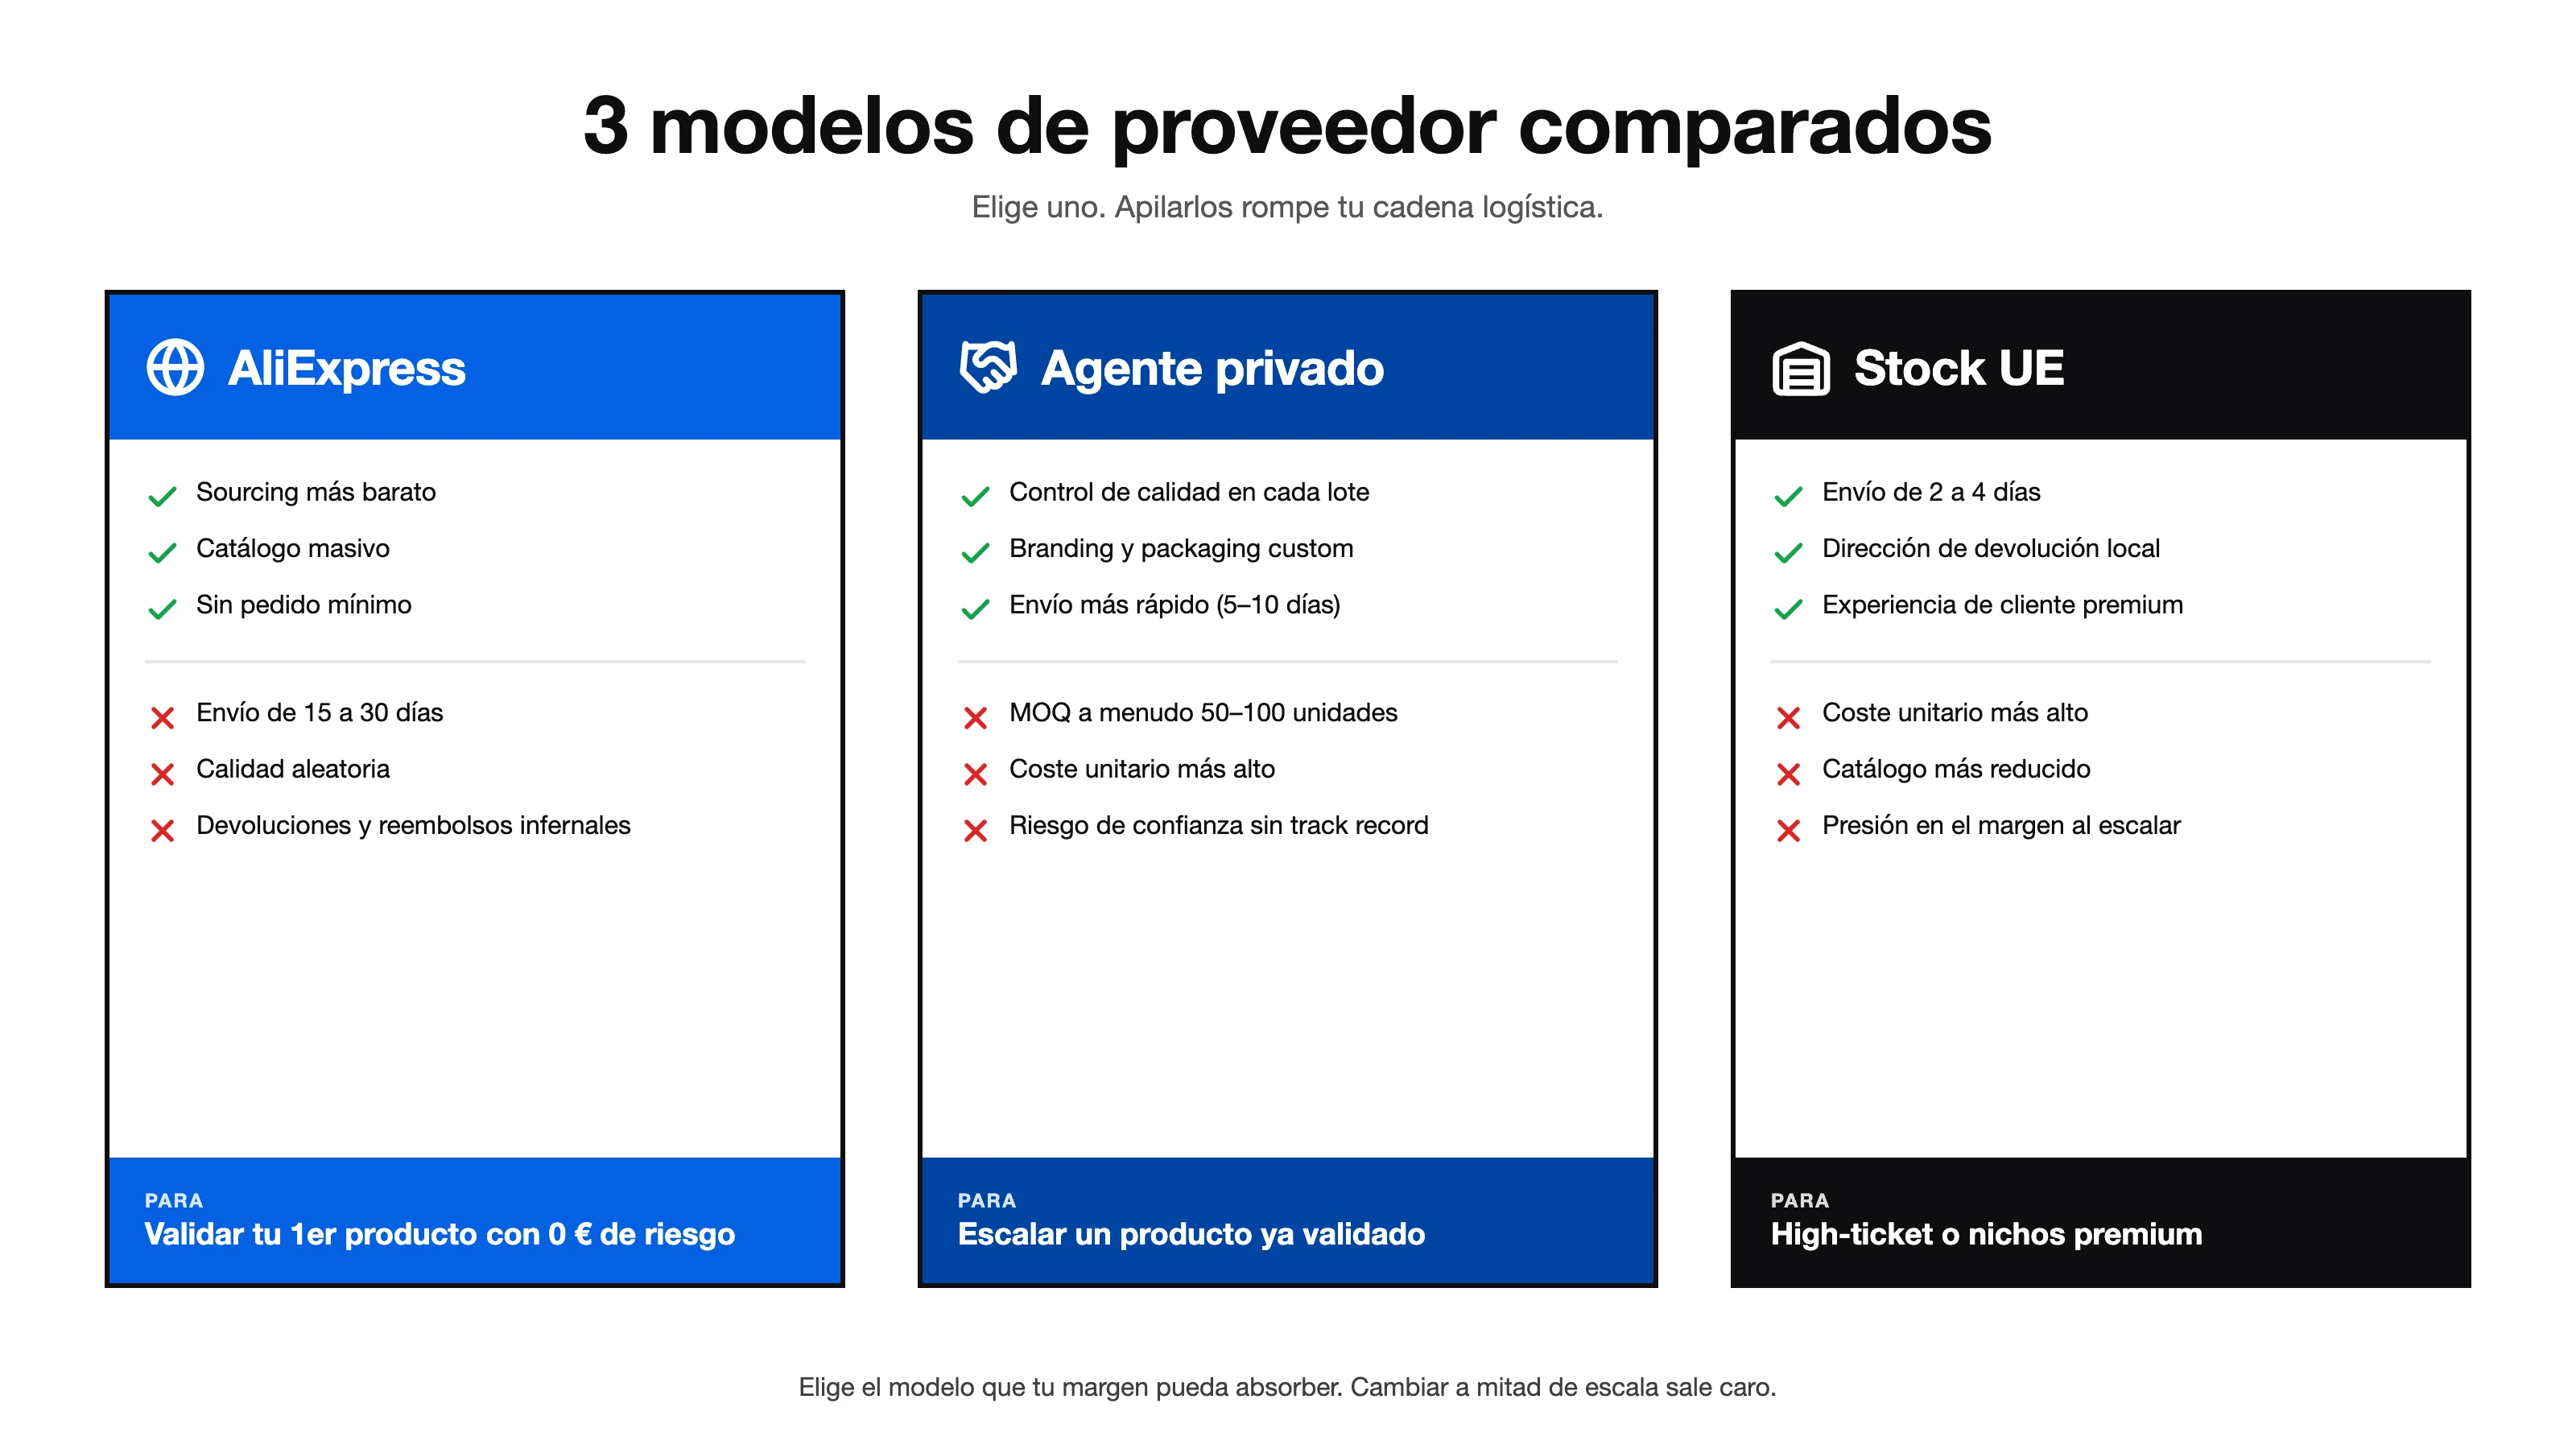 3 modelos de proveedor comparados
Elige uno. Apilarlos rompe tu cadena logística.
AliExpress
Sourcing más barato
Catálogo masivo
Sin pedido mínimo
Envío de 15 a 30 días
Calidad aleatoria
Devoluciones y reembolsos infernales
PARA
Validar tu 1er producto con 0 € de riesgo
Agente privado
Control de calidad en cada lote
Branding y packaging custom
Envío más rápido (5–10 días)
MOQ a menudo 50–100 unidades
Coste unitario más alto
Riesgo de confianza sin track record
PARA
Escalar un producto ya validado
Stock UE
Envío de 2 a 4 días
Dirección de devolución local
Experiencia de cliente premium
Coste unitario más alto
Catálogo más reducido
Presión en el margen al escalar
PARA
High-ticket o nichos premium
Elige el modelo que tu margen pueda absorber. Cambiar a mitad de escala sale caro.